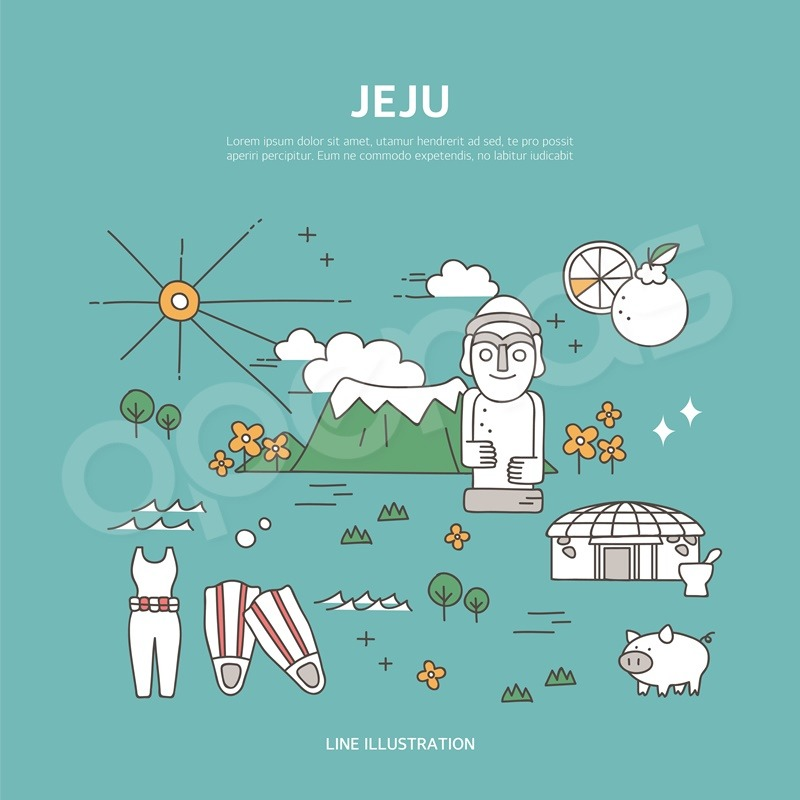 JEJU
Lorem ipsum dolor sit amet, utamur hendrerit ad sed, te pro possit
aperiri percipitur. Eum ne commodo expetendis, no labitur iudicabit
aponas
LINE ILLUSTRATION